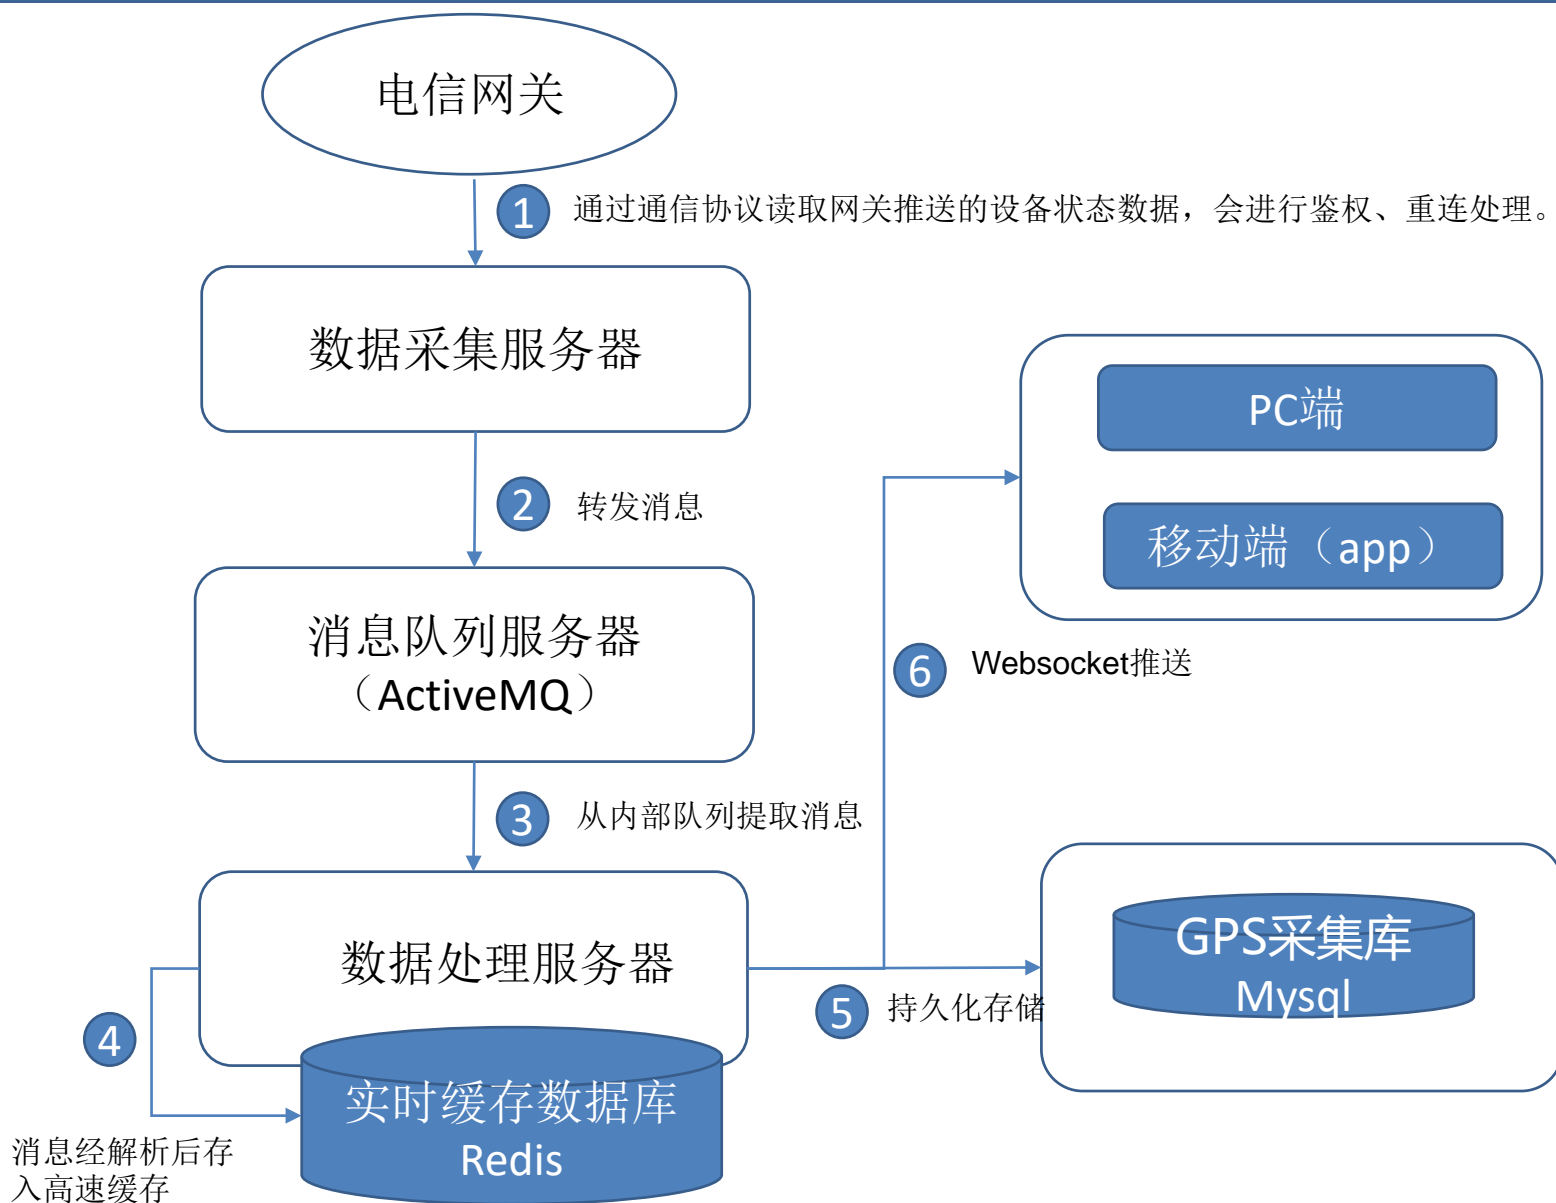 电信网关
1
通过通信协议读取网关推送的设备状态数据，会进行鉴权、重连处理。
数据采集服务器
PC端
2
转发消息
移动端（app）
消息队列服务器
（ActiveMQ）
6
Websocket推送
3
从内部队列提取消息
数据处理服务器
GPS采集库
Mysql
5
持久化存储
4
实时缓存数据库
Redis
消息经解析后存
入高速缓存